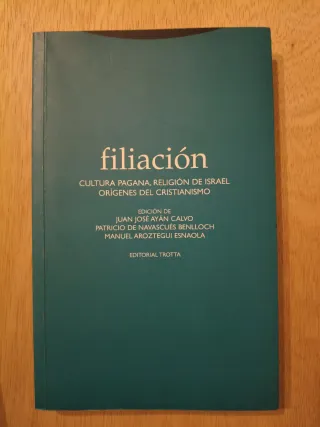 filiación
CULTURA PAGANA, RELIGIÓN DE ISRAEL
ORÍGENES DEL CRISTIANISMO
EDICIÓN DE
JUAN JOSÉ AYÁN CALVO
PATRICIO DE NAVASCUÉS BENLLOCH
MANUEL AROZTEGUI ESNAOLA
EDITORIAL TROTTA